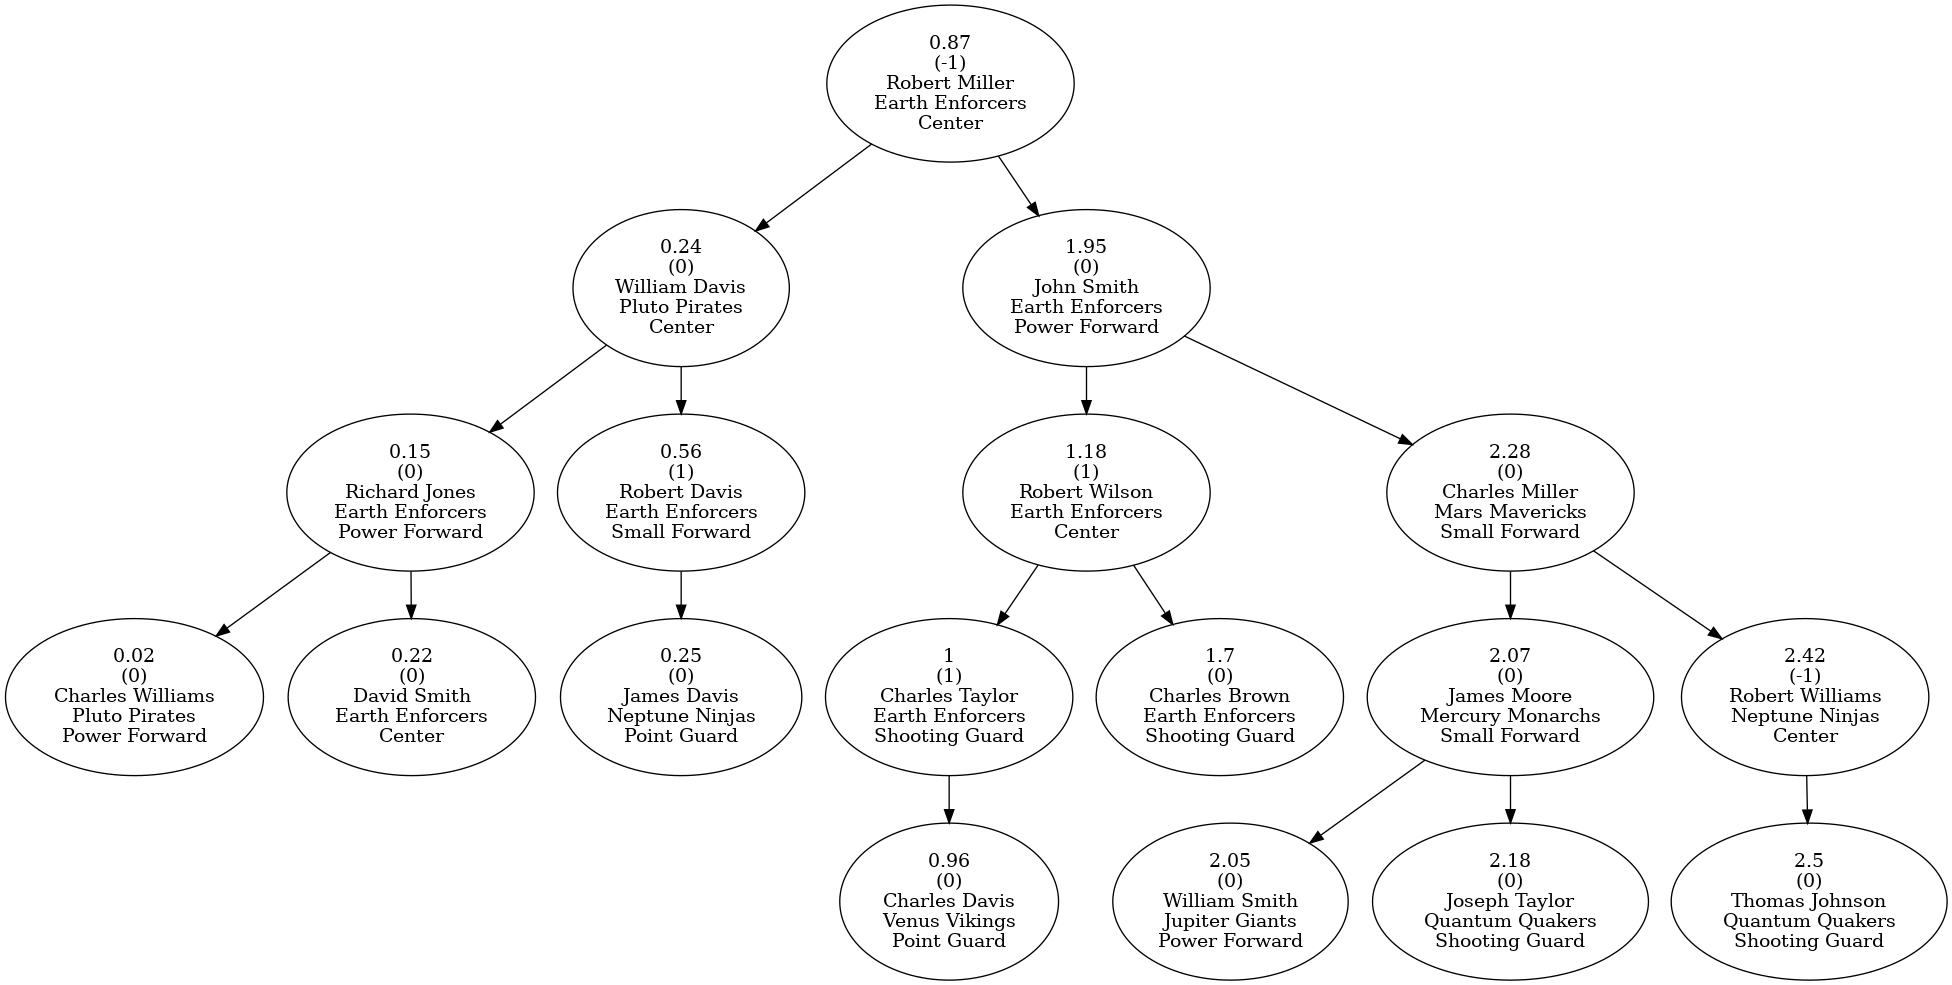 0.87
(-1)
Robert Miller
Earth Enforcers
Center
0.24
(0)
William Davis
Pluto Pirates
Center
1.95
(0)
John Smith
Earth Enforcers
Power Forward
0.15
(0)
Richard Jones
Earth Enforcers
Power Forward
0.56
(1)
Robert Davis
Earth Enforcers
Small Forward
1.18
(1)
Robert Wilson
Earth Enforcers
Center
2.28
(0)
Charles Miller
Mars Mavericks
Small Forward
0.02
(0)
Charles Williams
Pluto Pirates
Power Forward
0.22
(0)
David Smith
Earth Enforcers
Center
0.25
(0)
James Davis
Neptune Ninjas
Point Guard
1
(1)
Charles Taylor
Earth Enforcers
Shooting Guard
1.7
(0)
Charles Brown
Earth Enforcers
Shooting Guard
2.07
(0)
James Moore
Mercury Monarchs
Small Forward
2.42
(-1)
Robert Williams
Neptune Ninjas
Center
0.96
(0)
Charles Davis
Venus Vikings
Point Guard
2.05
(0)
William Smith
Jupiter Giants
Power Forward
2.18
(0)
Joseph Taylor
Quantum Quakers
Shooting Guard
2.5
(0)
Thomas Johnson
Quantum Quakers
Shooting Guard